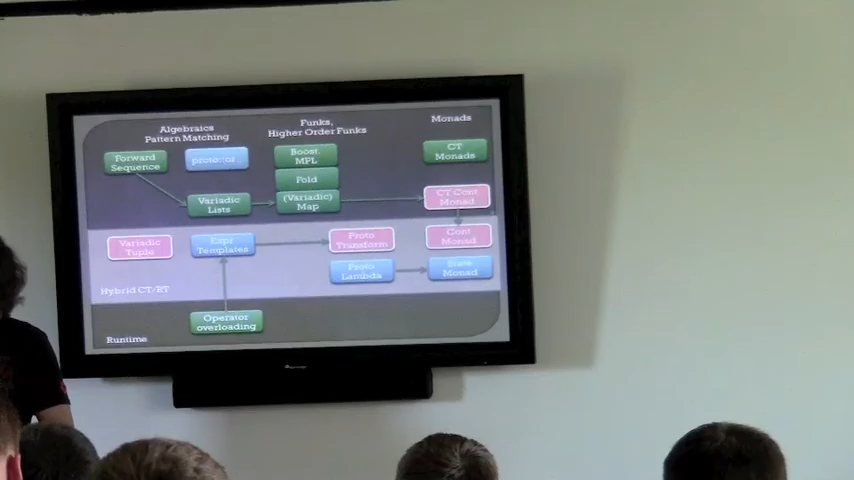 Algebraics
Pattern Matching
Funks,
Higher Order Funks
Monads
Forward
Sequence
Boost.
MPL
CT
Monads
Fold
Variadic
Lists
(Variadic)
Map
CT Cont
Monad
Variadic
Tuple
Expr
Templates
Proto
Transform
Cont
Monad
Proto
Lambda
State
Monad
Hybrid CT/RT
Operator
overloading
Runtime